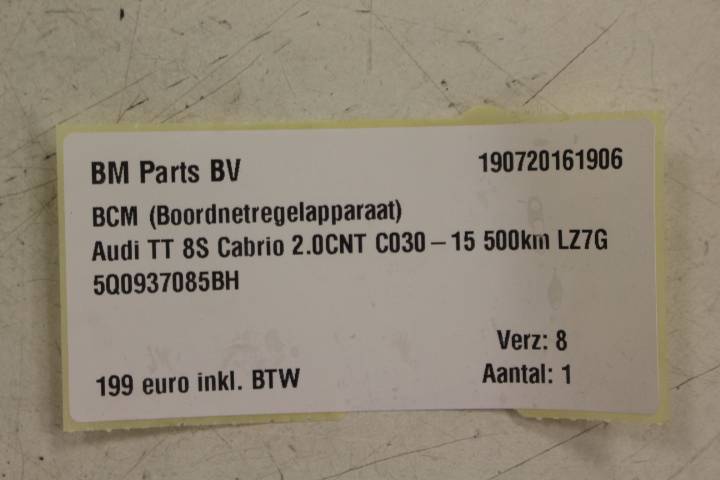 BM Parts BV 190720161906
BCM (Boordnetregelapparaat)
Audi TT 8S Cabrio 2.0CNT C030 – 15 500km LZ7G
5Q0937085BH
Verz: 8
199 euro inkl. BTW Aantal: 1